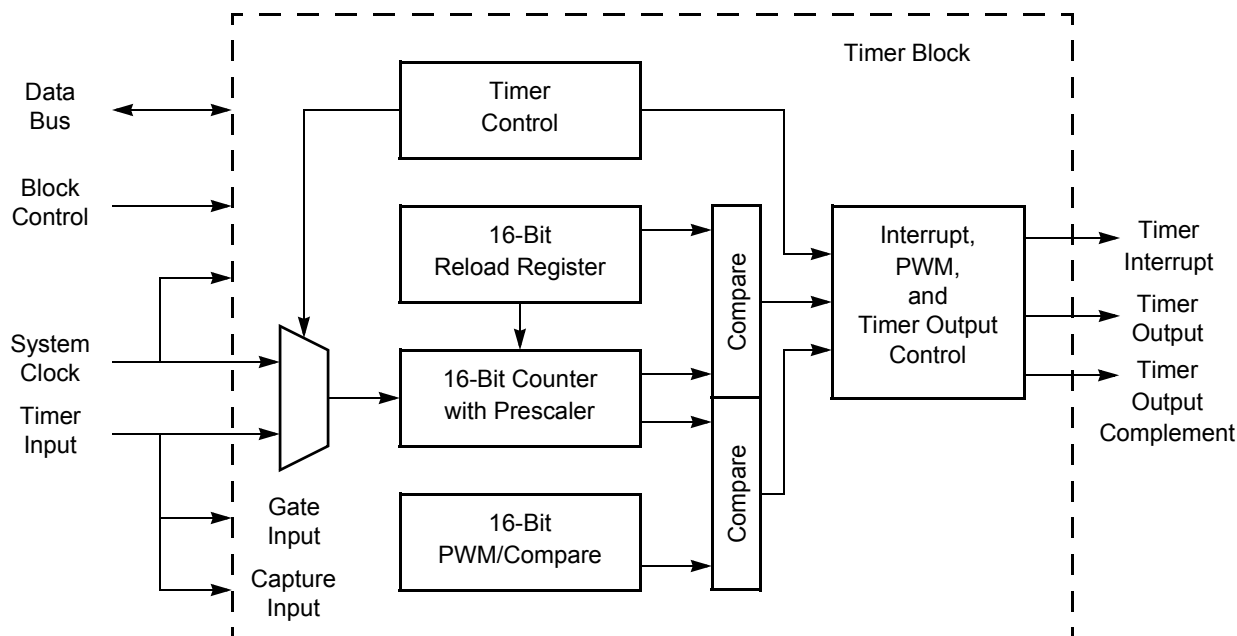 Timer Block
Data
Bus
Block
Control
System
Clock
Timer
Input
Gate
Input
Capture
Input
Timer
Control
16-Bit
Reload Register
16-Bit Counter
with Prescaler
16-Bit
PWM/Compare
Compare
Compare
Interrupt,
PWM,
and
Timer Output
Control
Timer
Interrupt
Timer
Output
Timer
Output
Complement